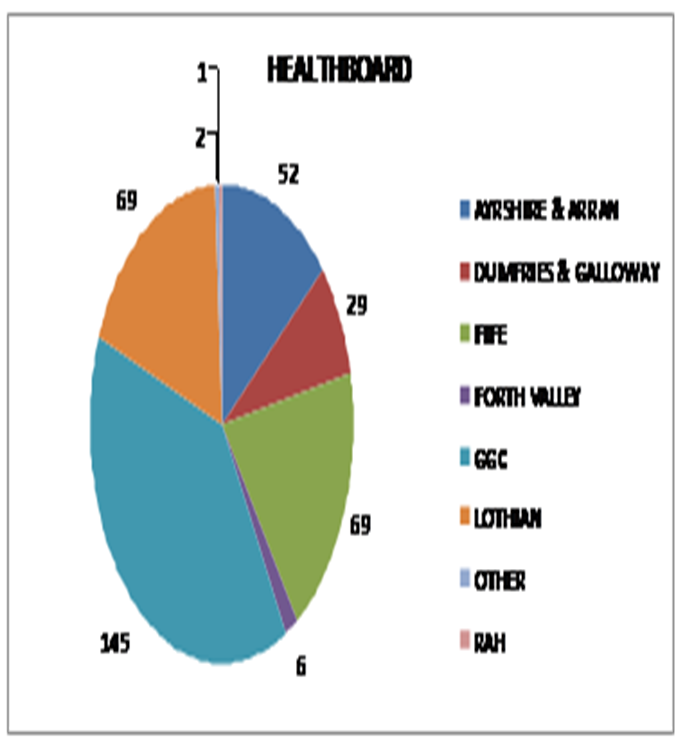 HEALTHBOARD
1
2
52
69
29
69
145
6
AYRSHIRE & ARRAN
DUMFRIES & GALLOWAY
FIFE
FORTH VALLEY
GGC
LOTHIAN
OTHER
RAH